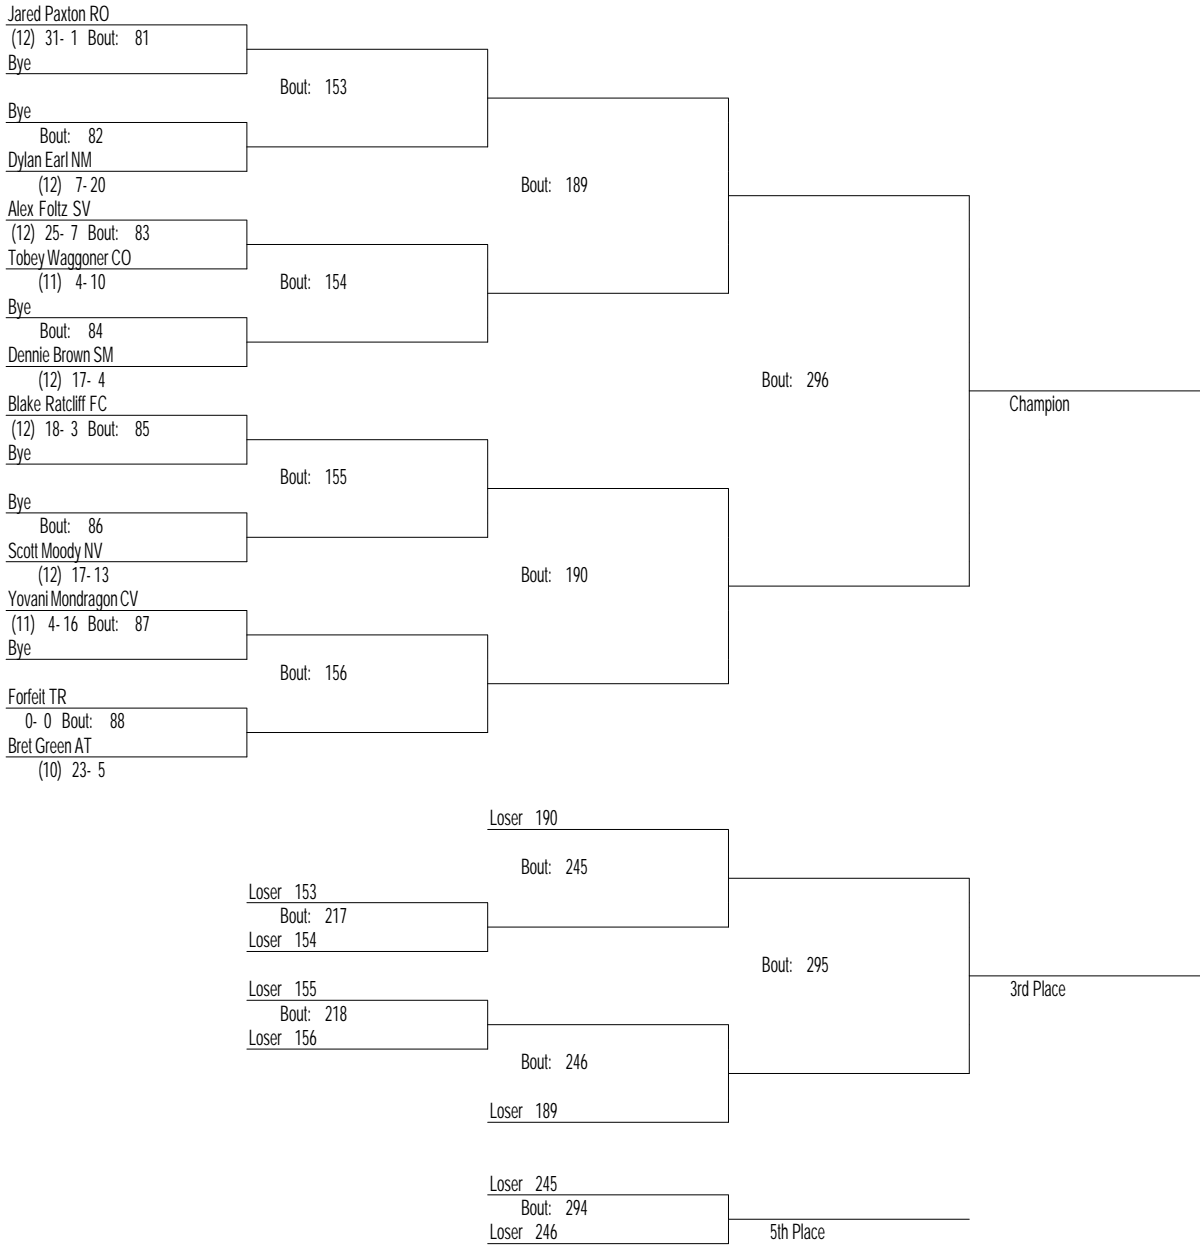 Jared Paxton RO
(12) 31- 1 Bout: 81
Bye
Bout: 153
Bye
Bout: 82
Dylan Earl NM
(12) 7- 20
Bout: 189
Alex Foltz SV
(12) 25- 7 Bout: 83
Tobey Waggoner CO
(11) 4- 10
Bout: 154
Bye
Bout: 84
Dennie Brown SM
(12) 17- 4
Bout: 296
Champion
Blake Ratcliff FC
(12) 18- 3 Bout: 85
Bye
Bout: 155
Bye
Bout: 86
Scott Moody NV
(12) 17- 13
Bout: 190
Yovani Mondragon CV
(11) 4- 16 Bout: 87
Bye
Bout: 156
Forfeit TR
0- 0 Bout: 88
Bret Green AT
(10) 23- 5
Loser 190
Bout: 245
Loser 153
Bout: 217
Loser 154
Bout: 295
Loser 155
3rd Place
Bout: 218
Loser 156
Bout: 246
Loser 189
Loser 245
Bout: 294
Loser 246
5th Place